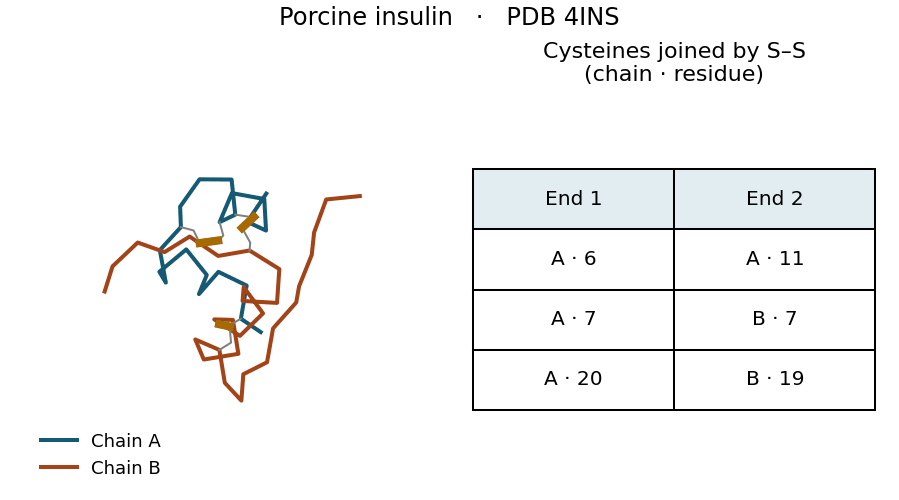 Porcine insulin · PDB 4INS
Cysteines joined by S–S
(chain · residue)
End 1 End 2
A · 6 A · 11
A · 7 B · 7
A · 20 B · 19
Chain A
Chain B